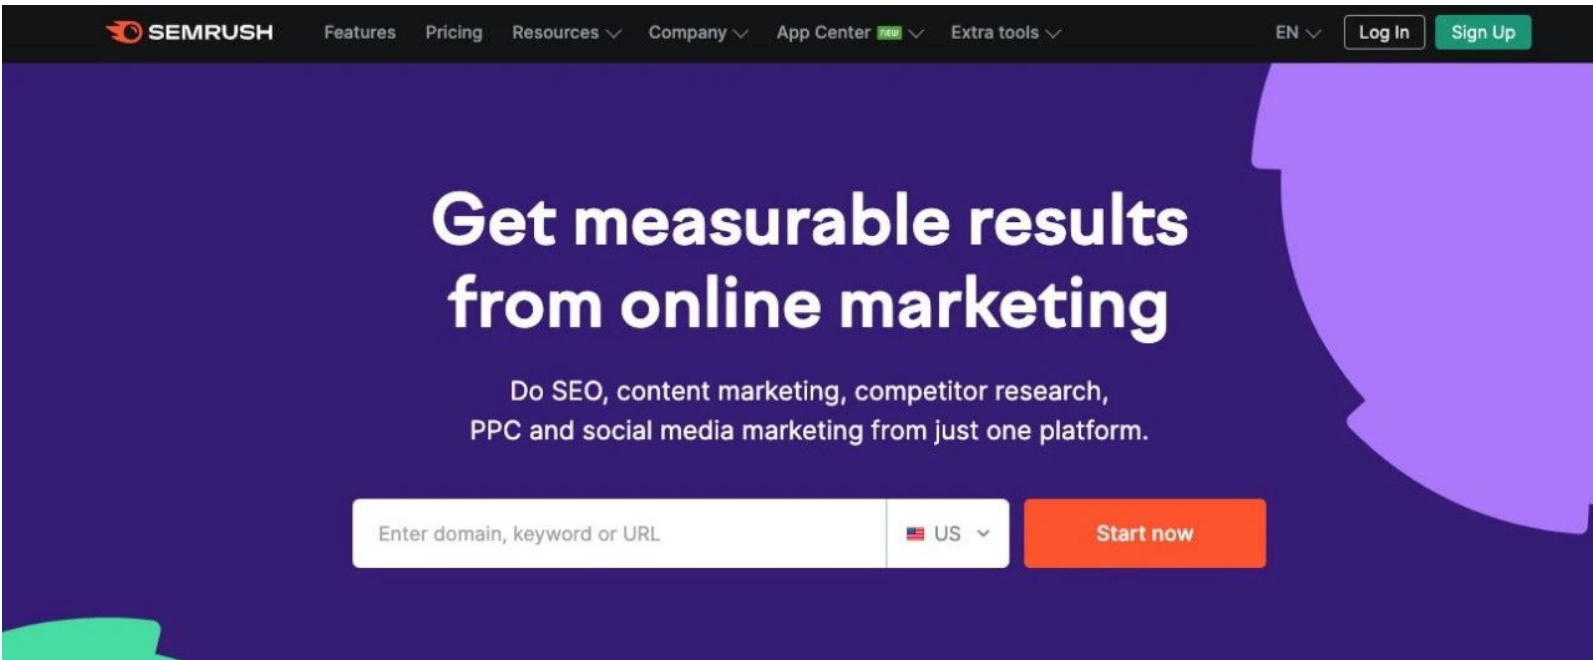 SEMRUSH Features Pricing Resources Company App Center new Extra tools EN Log In Sign Up
Get measurable results
from online marketing
Do SEO, content marketing, competitor research,
PPC and social media marketing from just one platform.
Enter domain, keyword or URL US Start now